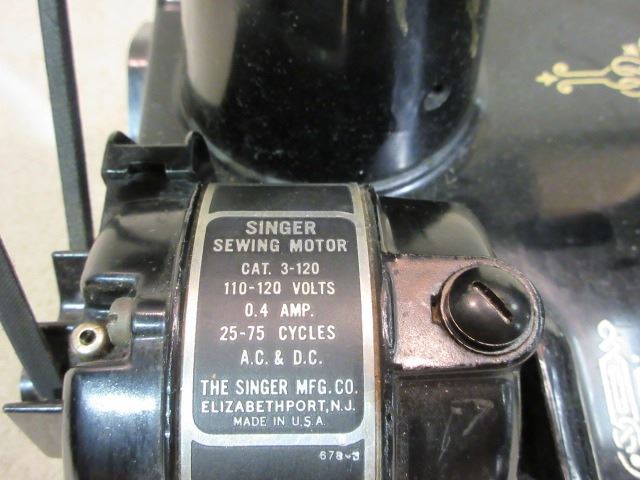 SINGER
SEWING MOTOR
CAT. 3-120
110-120 VOLTS
0.4 AMP.
25-75 CYCLES
A.C. & D.C.
THE SINGER MFG. CO.
ELIZABETHPORT, N.J.
MADE IN U.S.A.